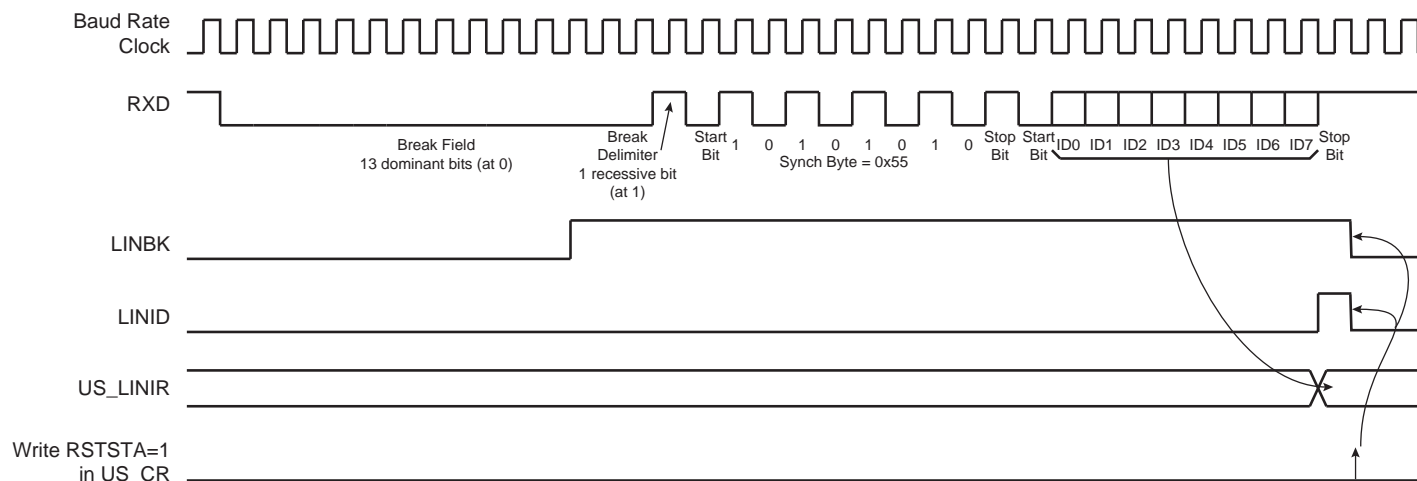 Baud Rate
Clock
RXD
Break Field
13 dominant bits (at 0)
Break
Delimiter
1 recessive bit
(at 1)
Start
Bit
1 0 1 0 1 0 1 0
Synch Byte = 0x55
Stop
Bit
Start
Bit
ID0 ID1 ID2 ID3 ID4 ID5 ID6 ID7
Stop
Bit
LINBK
LINID
US_LINIR
Write RSTSTA=1
in US_CR